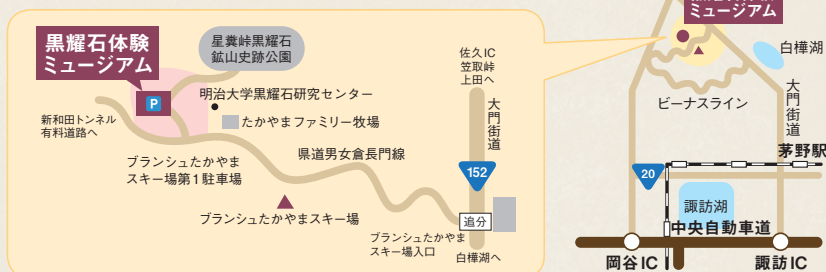 黒耀石体験
ミュージアム
星糞峠黒耀石
鉱山史跡公園
P
明治大学黒耀石研究センター
たかやまファミリー牧場
新和田トンネル
有料道路へ
ブランシュたかやま
スキー場第1駐車場
県道男女倉長門線
ブランシュたかやまスキー場
佐久IC
笠取峠
上田へ
大門街道
152
追分
ブランシュたかやま
スキー場入口
白樺湖へ
ミュージアム
白樺湖
ビーナスライン
大門街道
茅野駅
20
諏訪湖
中央自動車道
岡谷IC
諏訪IC